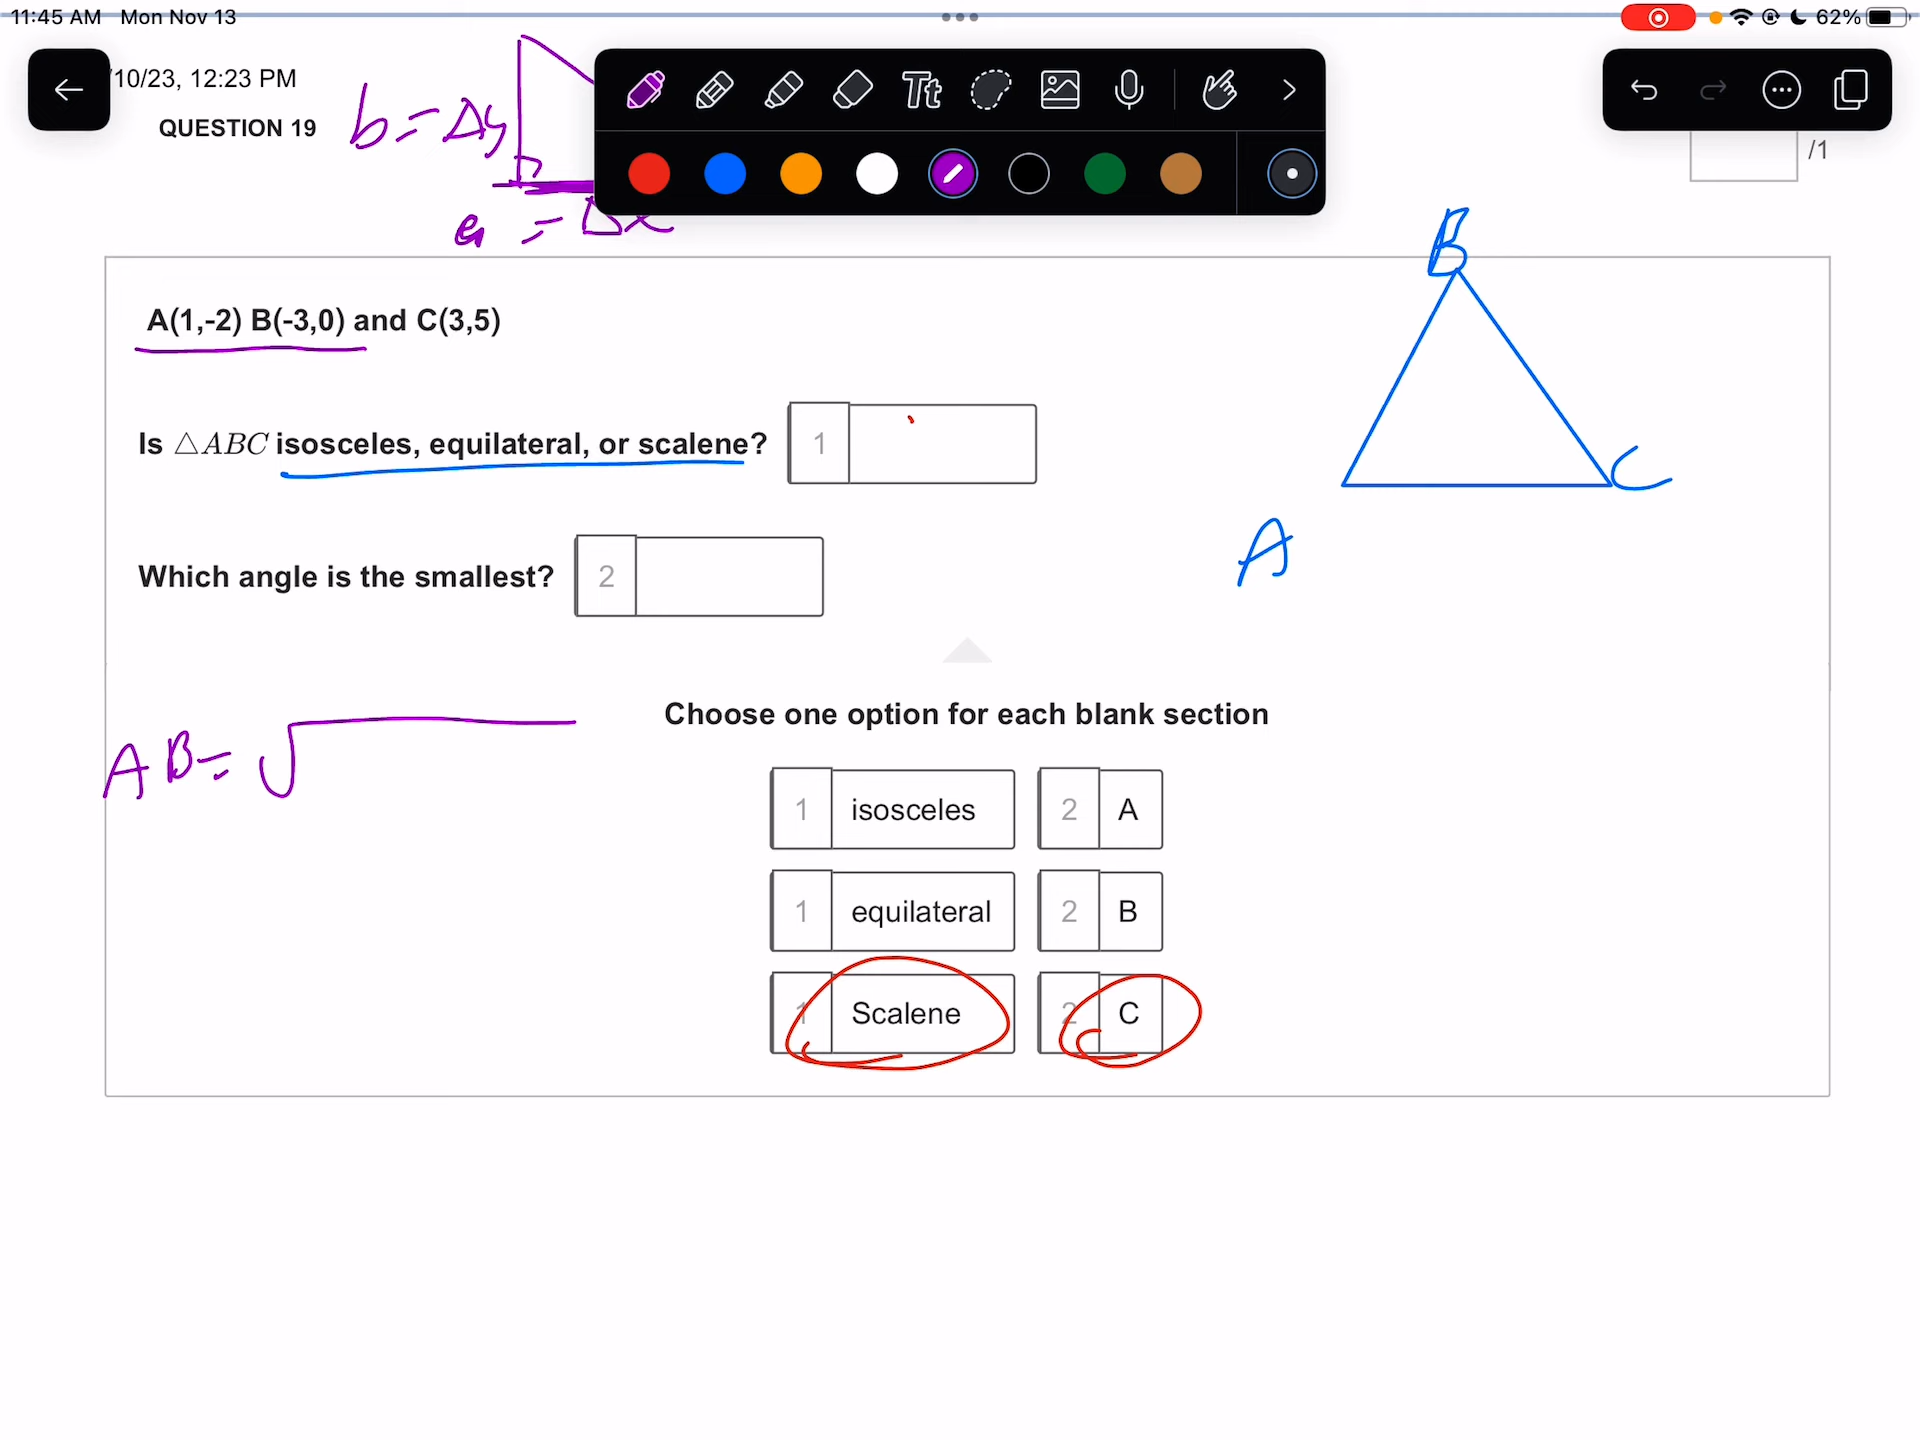 11:45 AM Mon Nov 13
62%
/10/23, 12:23 PM
QUESTION 19
b = Δy
Tt
/1
a = Δx
B
A(1,-2) B(-3,0) and C(3,5)
Is △ABC isosceles, equilateral, or scalene? 1
C
A
Which angle is the smallest? 2
Choose one option for each blank section
AB = √
1 isosceles 2 A
1 equilateral 2 B
1 Scalene 2 C